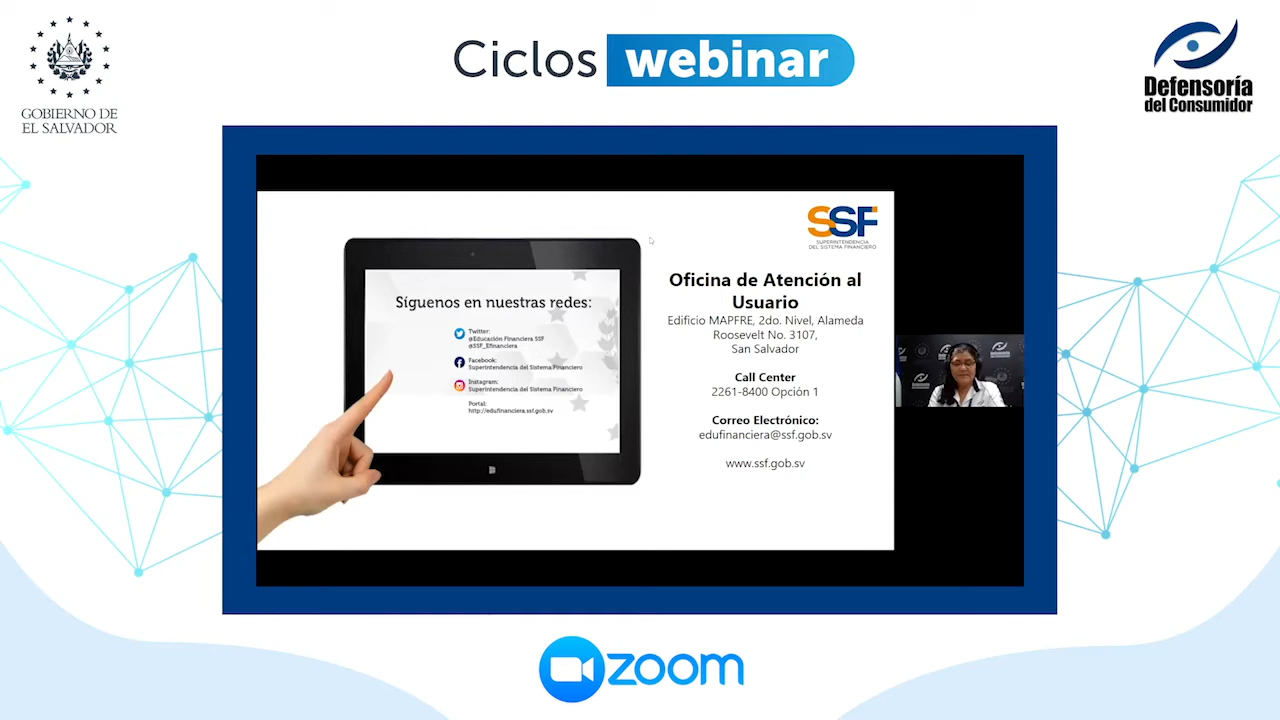 GOBIERNO DE
EL SALVADOR
Ciclos webinar
Defensoría
del Consumidor
SSF
SUPERINTENDENCIA
DEL SISTEMA FINANCIERO
Síguenos en nuestras redes:
Twitter:
@Educación Financiera SSF
@SSF_Efinanciera
Facebook:
Superintendencia del Sistema Financiero
Instagram:
Superintendencia del Sistema Financiero
Portal:
http://edufinanciera.ssf.gob.sv
Oficina de Atención al
Usuario
Edificio MAPFRE, 2do. Nivel, Alameda
Roosevelt No. 3107,
San Salvador
Call Center
2261-8400 Opción 1
Correo Electrónico:
edufinanciera@ssf.gob.sv
www.ssf.gob.sv
zoom